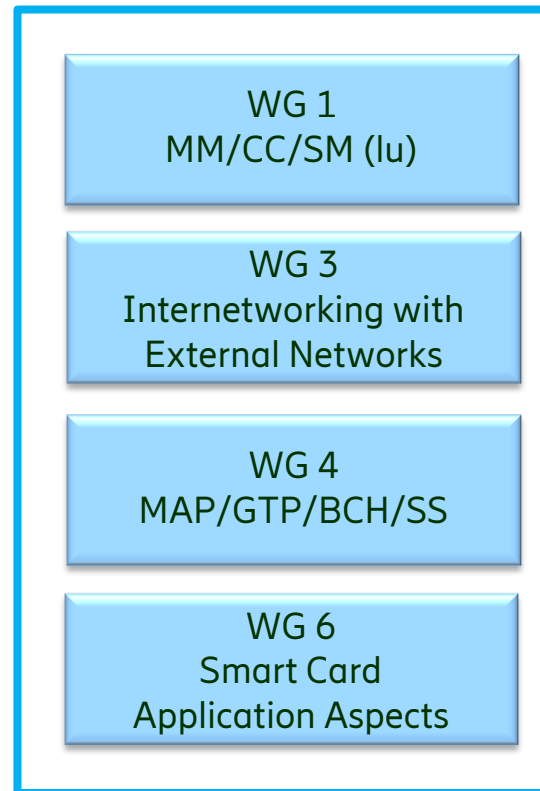 WG 1
MM/CC/SM (lu)
WG 3
Internetworking with
External Networks
WG 4
MAP/GTP/BCH/SS
WG 6
Smart Card
Application Aspects